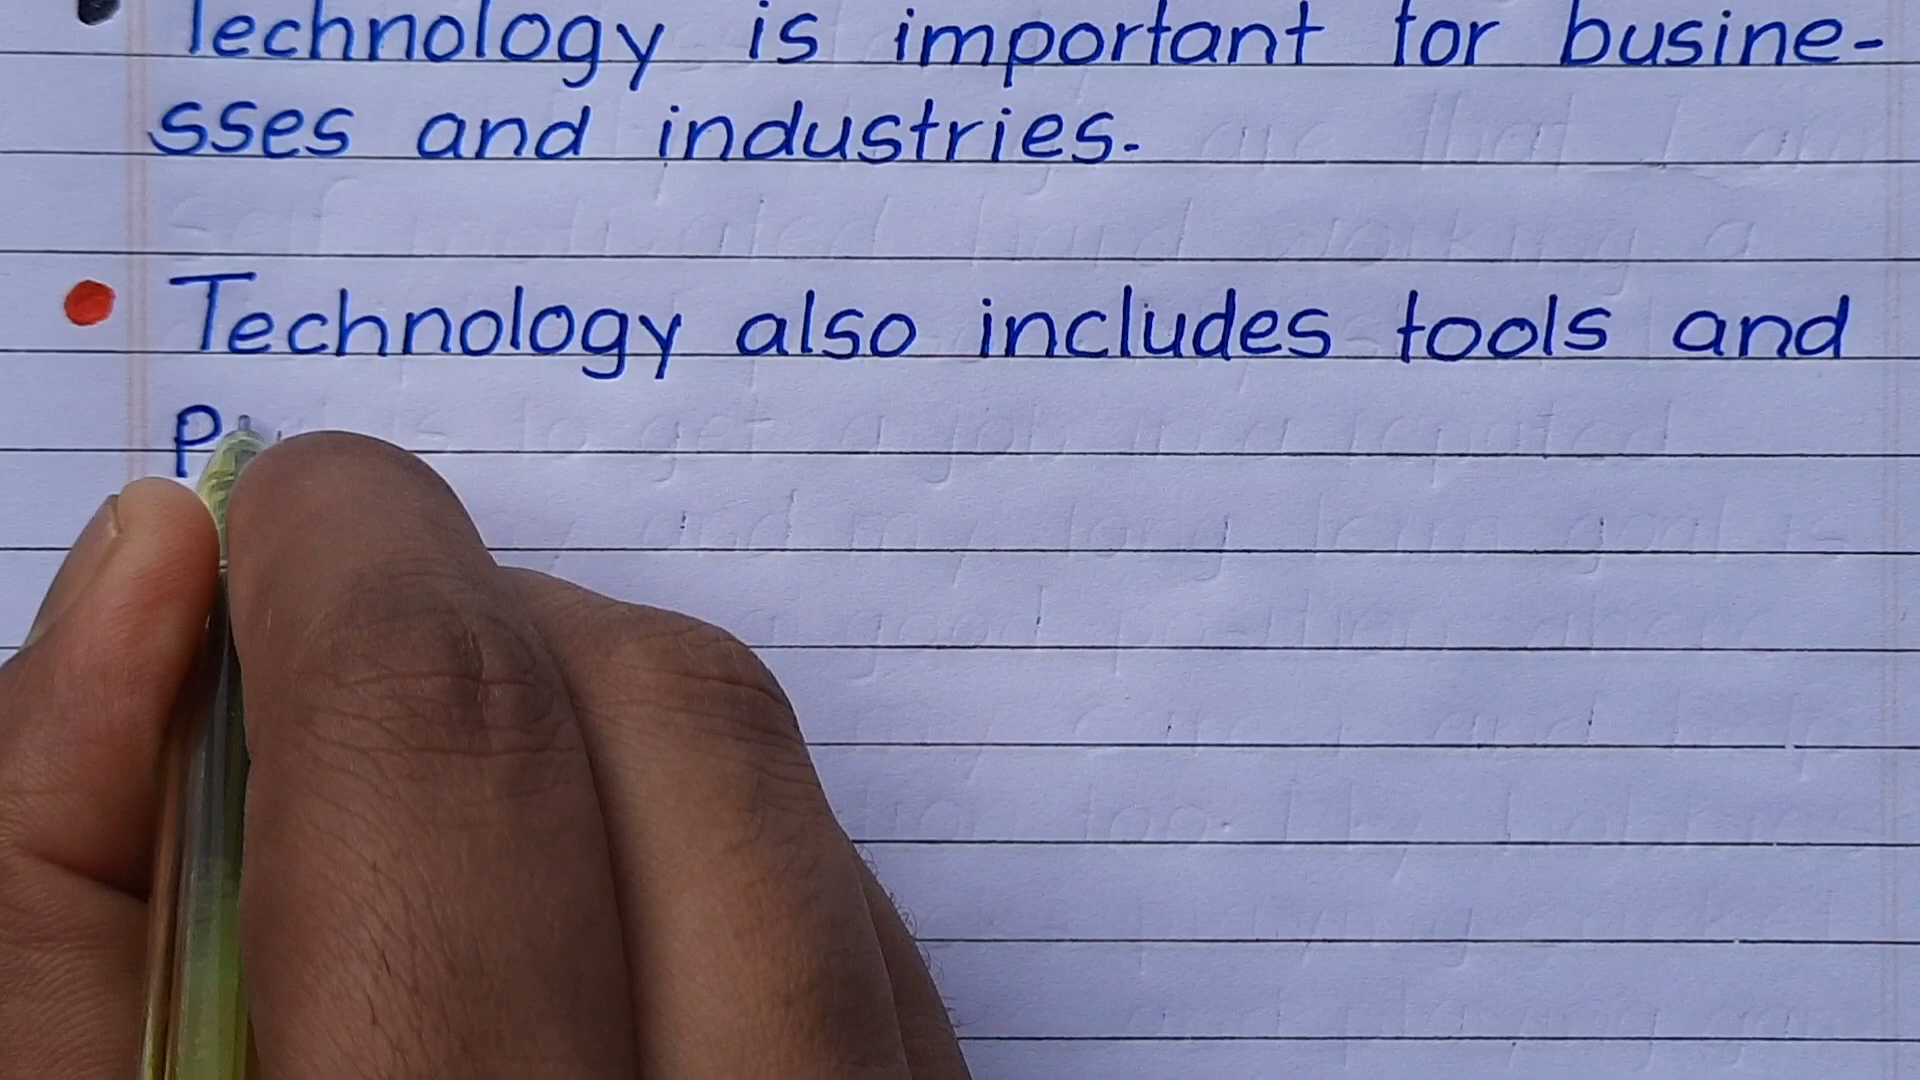 Technology is important for busine-
sses and industries.
Technology also includes tools and
P